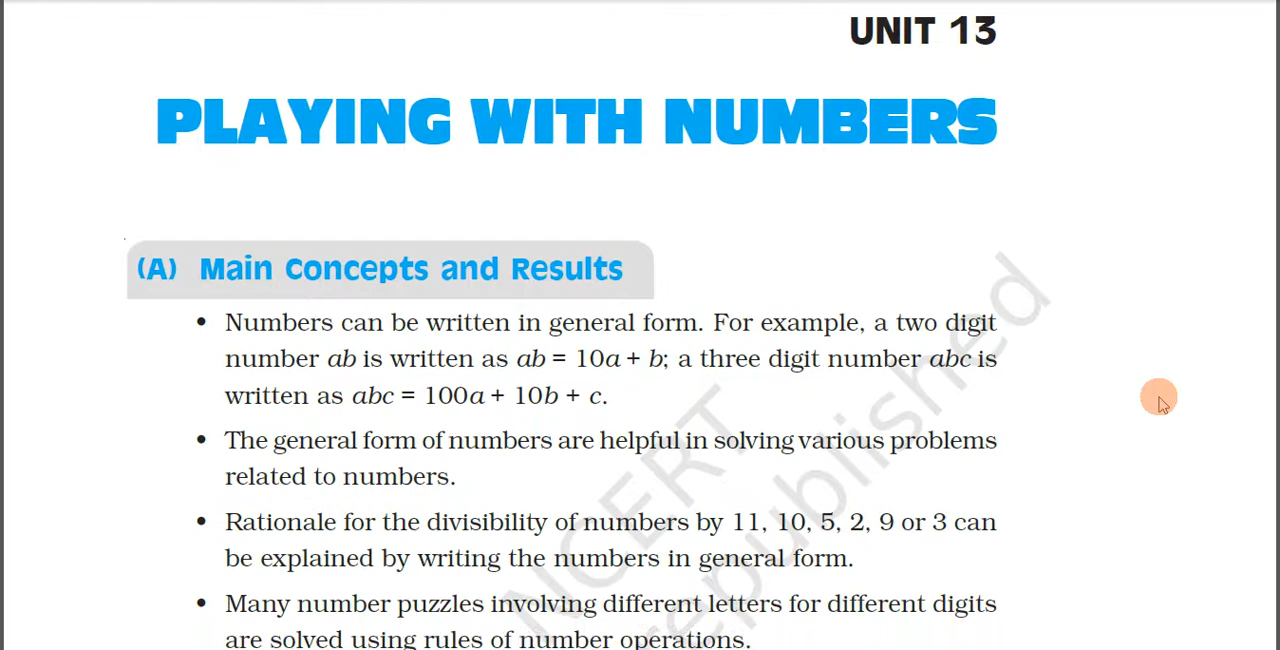 UNIT 13
PLAYING WITH NUMBERS
(A) Main Concepts and Results
• Numbers can be written in general form. For example, a two digit
number ab is written as ab = 10a + b; a three digit number abc is
written as abc = 100a + 10b + c.
• The general form of numbers are helpful in solving various problems
related to numbers.
• Rationale for the divisibility of numbers by 11, 10, 5, 2, 9 or 3 can
be explained by writing the numbers in general form.
• Many number puzzles involving different letters for different digits
are solved using rules of number operations.
NCERT
republished